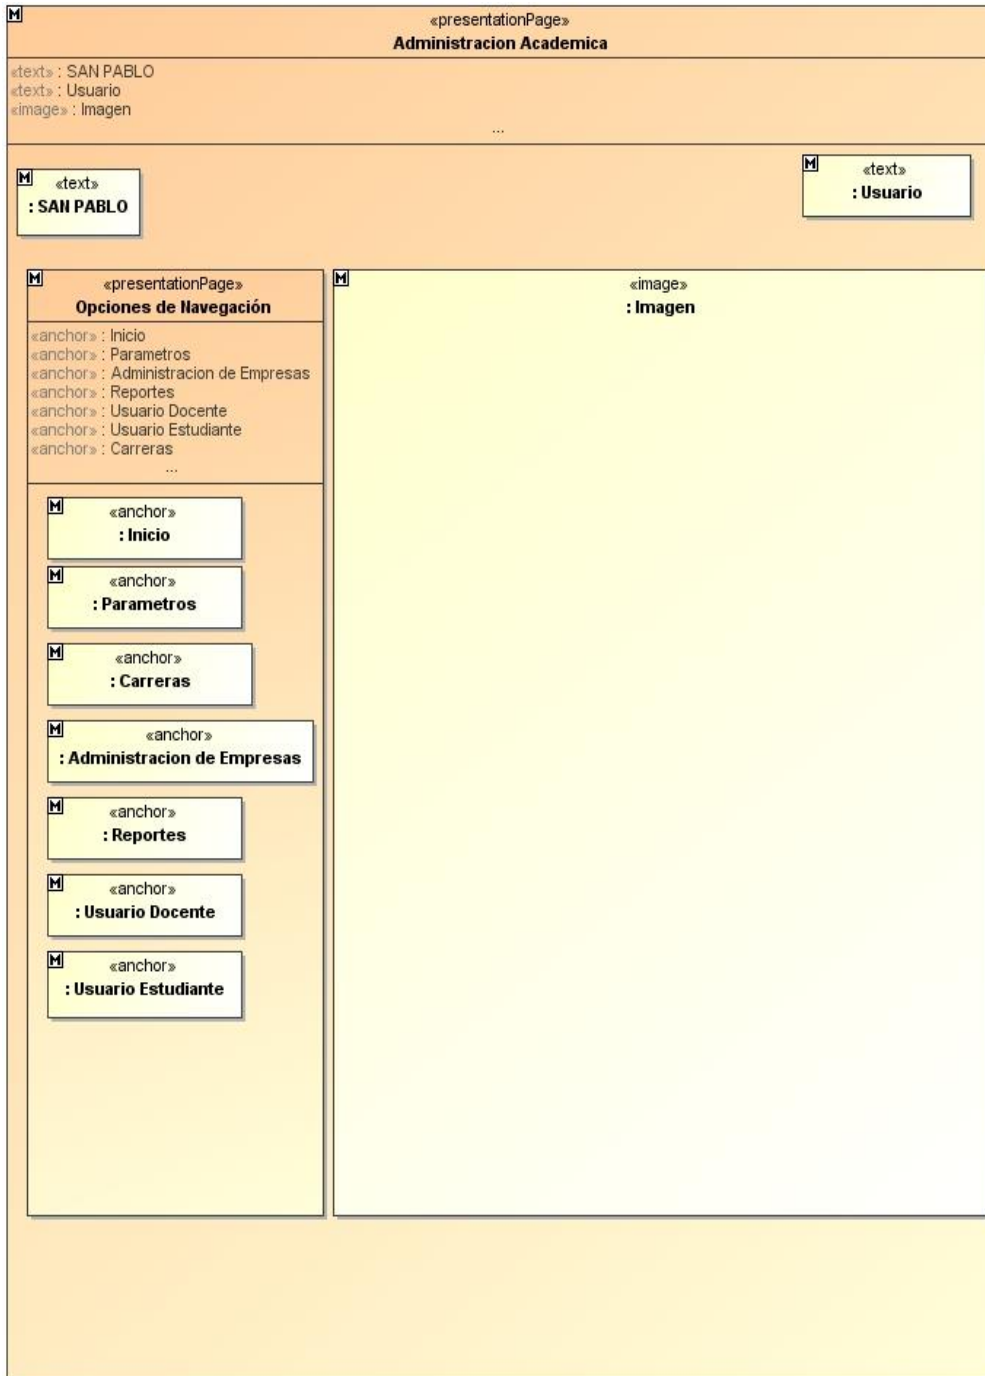 M
«presentationPage»
Administracion Academica
«text» : SAN PABLO
«text» : Usuario
«image» : Imagen
...
M
«text»
: SAN PABLO
M
«text»
: Usuario
M
«presentationPage»
Opciones de Navegación
«anchor» : Inicio
«anchor» : Parametros
«anchor» : Administracion de Empresas
«anchor» : Reportes
«anchor» : Usuario Docente
«anchor» : Usuario Estudiante
«anchor» : Carreras
...
M
«anchor»
: Inicio
M
«anchor»
: Parametros
M
«anchor»
: Carreras
M
«anchor»
: Administracion de Empresas
M
«anchor»
: Reportes
M
«anchor»
: Usuario Docente
M
«anchor»
: Usuario Estudiante
M
«image»
: Imagen